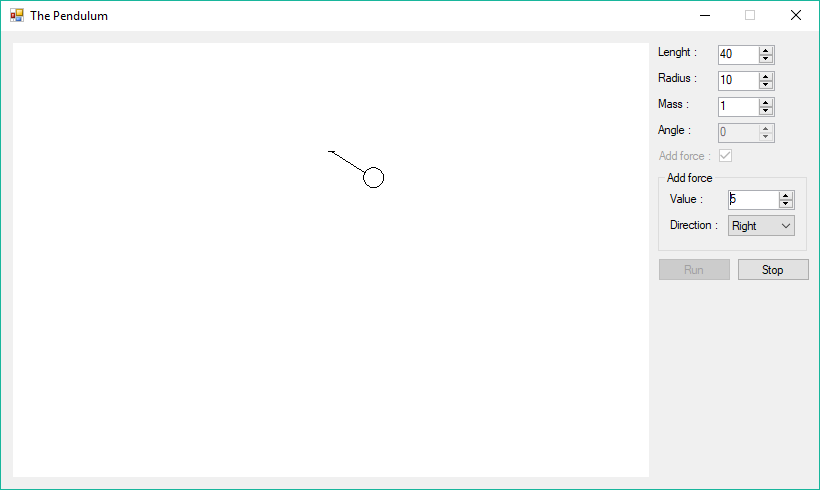 The Pendulum
Lenght : 40
Radius : 10
Mass : 1
Angle : 0
Add force :
Add force
Value : 5
Direction : Right
Run Stop